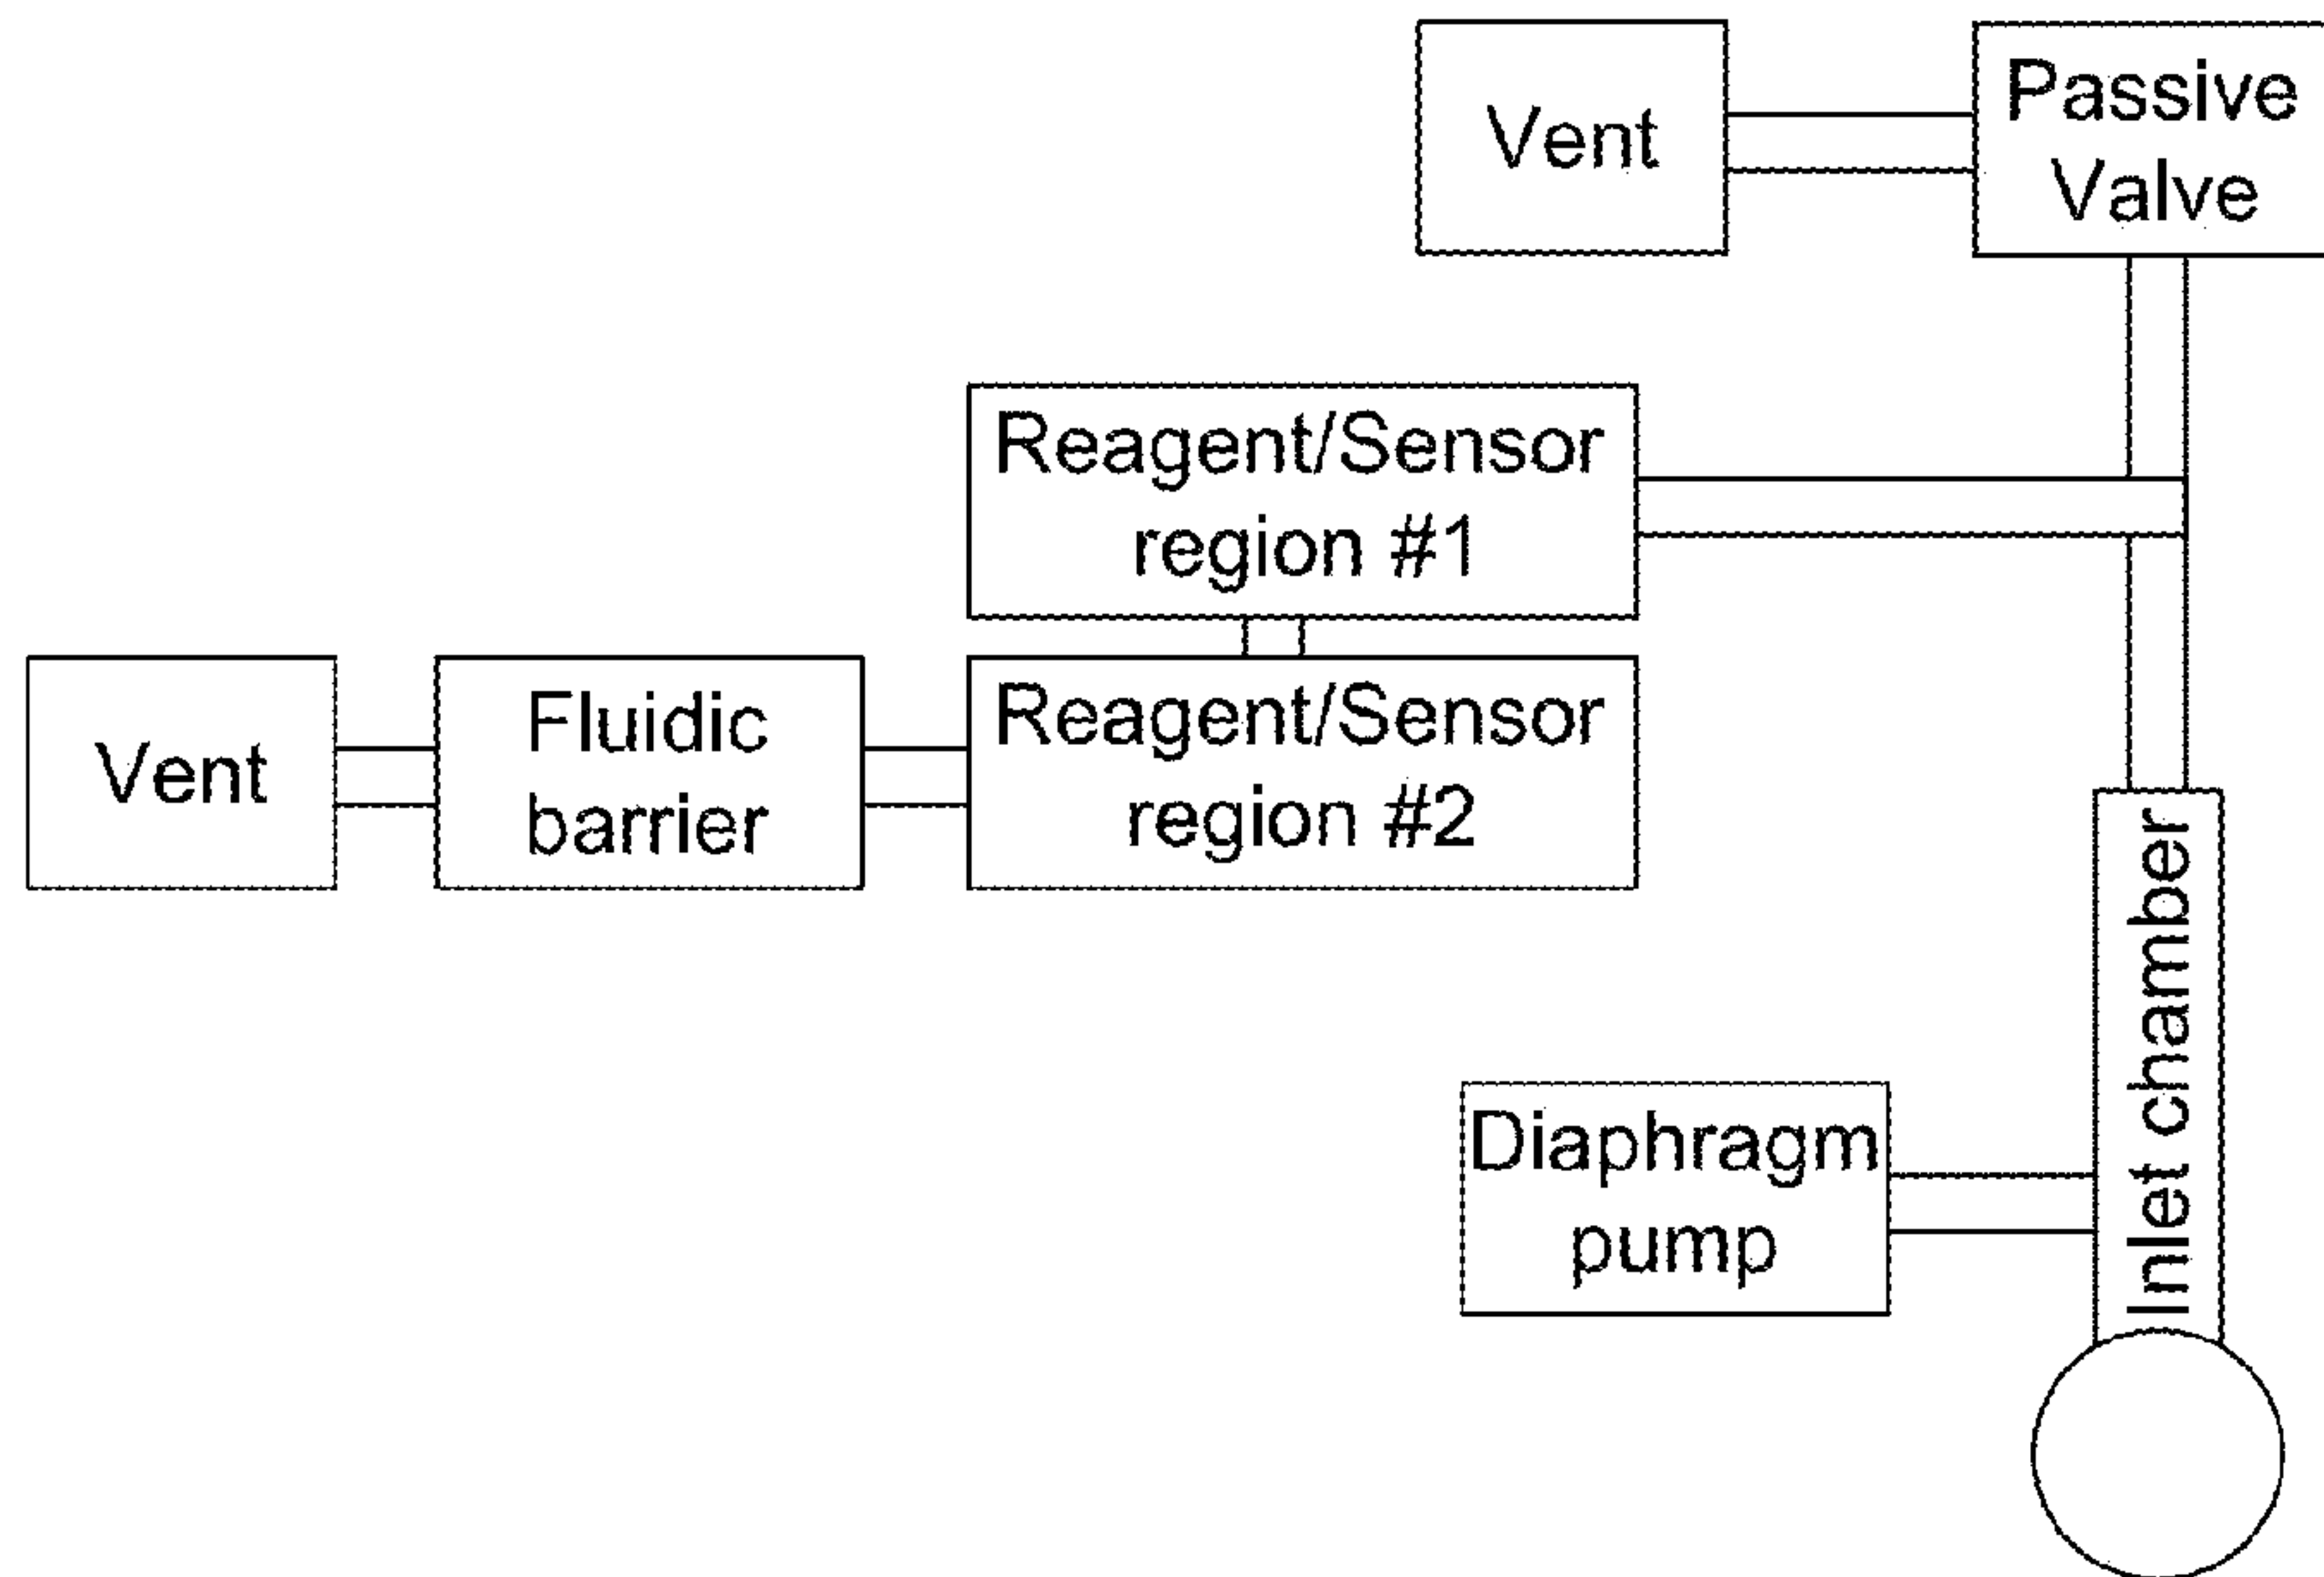 Vent
Passive
Valve
Reagent/Sensor
region #1
Vent
Fluidic
barrier
Reagent/Sensor
region #2
Inlet chamber
Diaphragm
pump